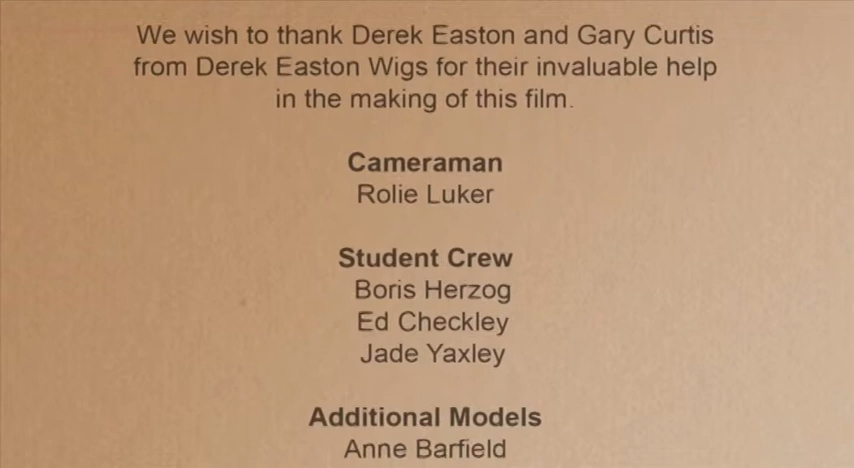 We wish to thank Derek Easton and Gary Curtis
from Derek Easton Wigs for their invaluable help
in the making of this film.
Cameraman
Rolie Luker
Student Crew
Boris Herzog
Ed Checkley
Jade Yaxley
Additional Models
Anne Barfield